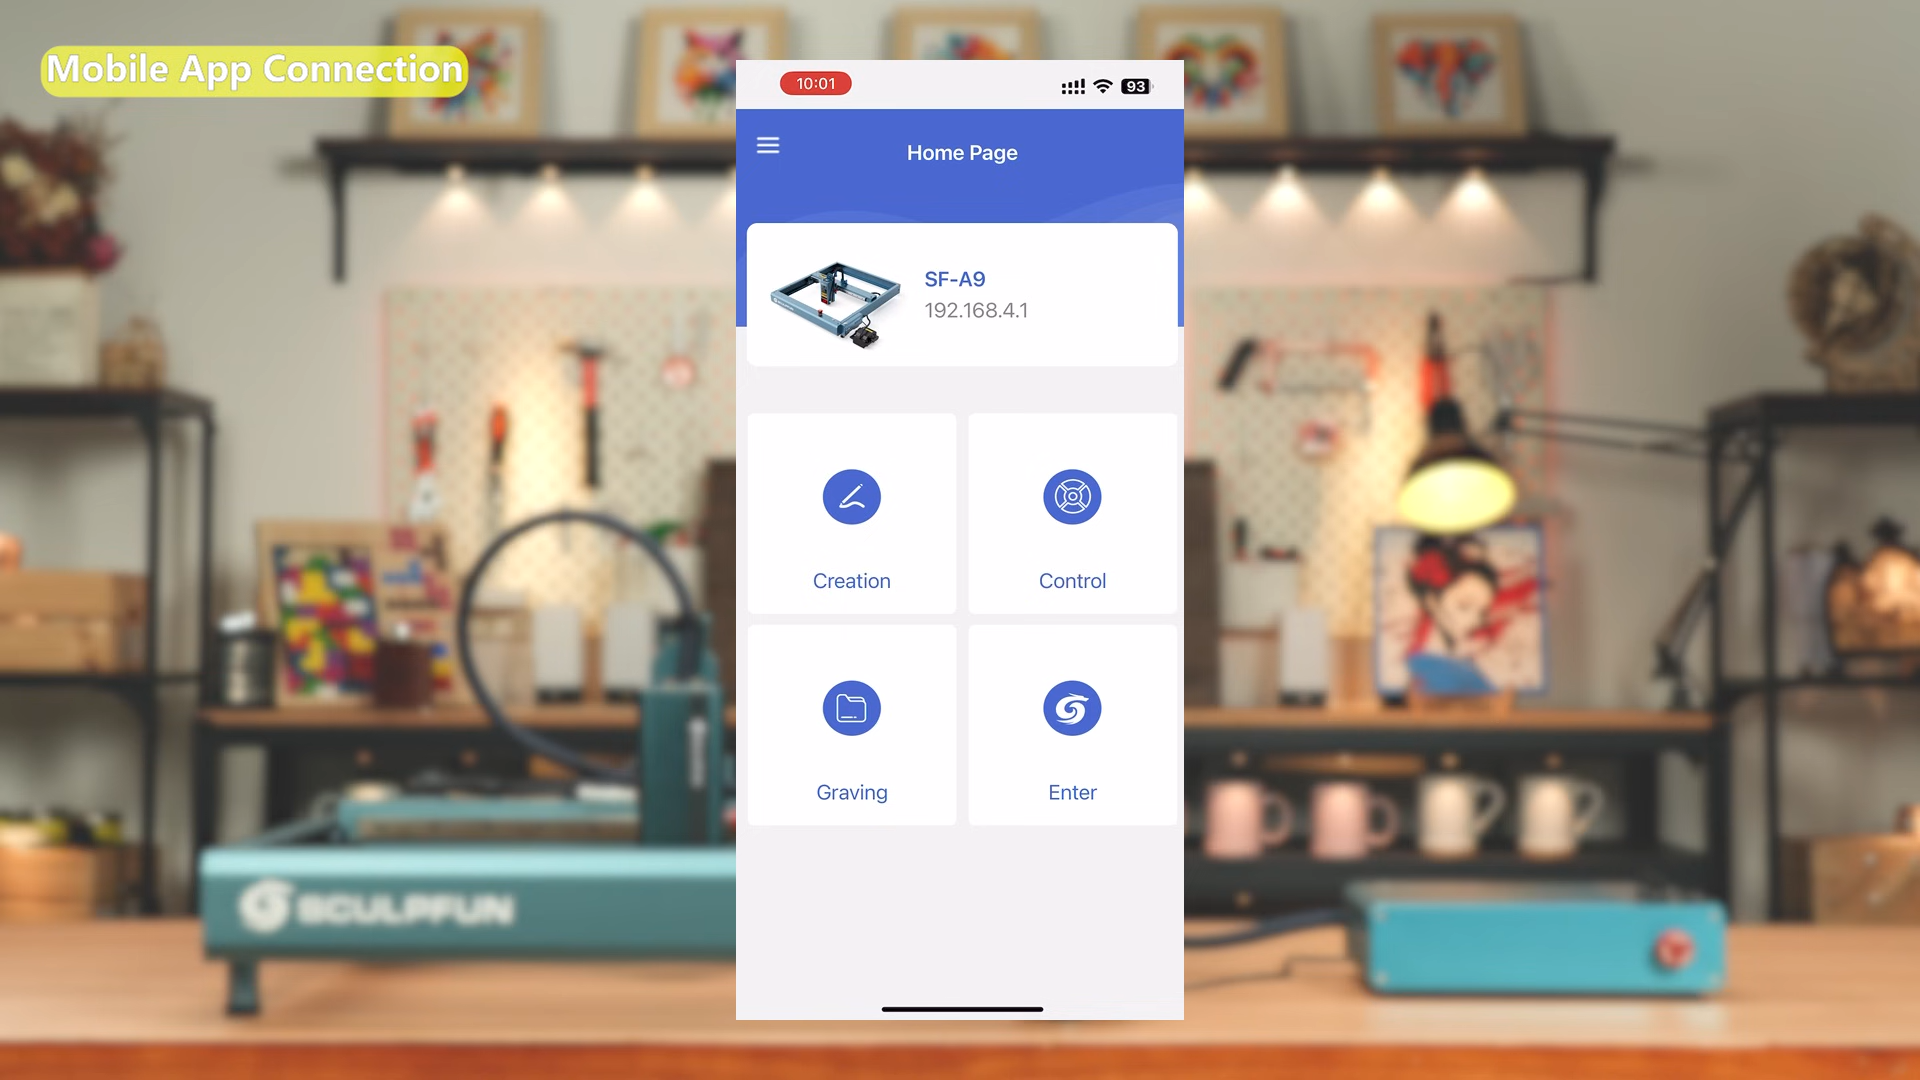 Mobile App Connection
10:01
93
Home Page
SF-A9
192.168.4.1
Creation
Control
Graving
Enter
SCULPFUN